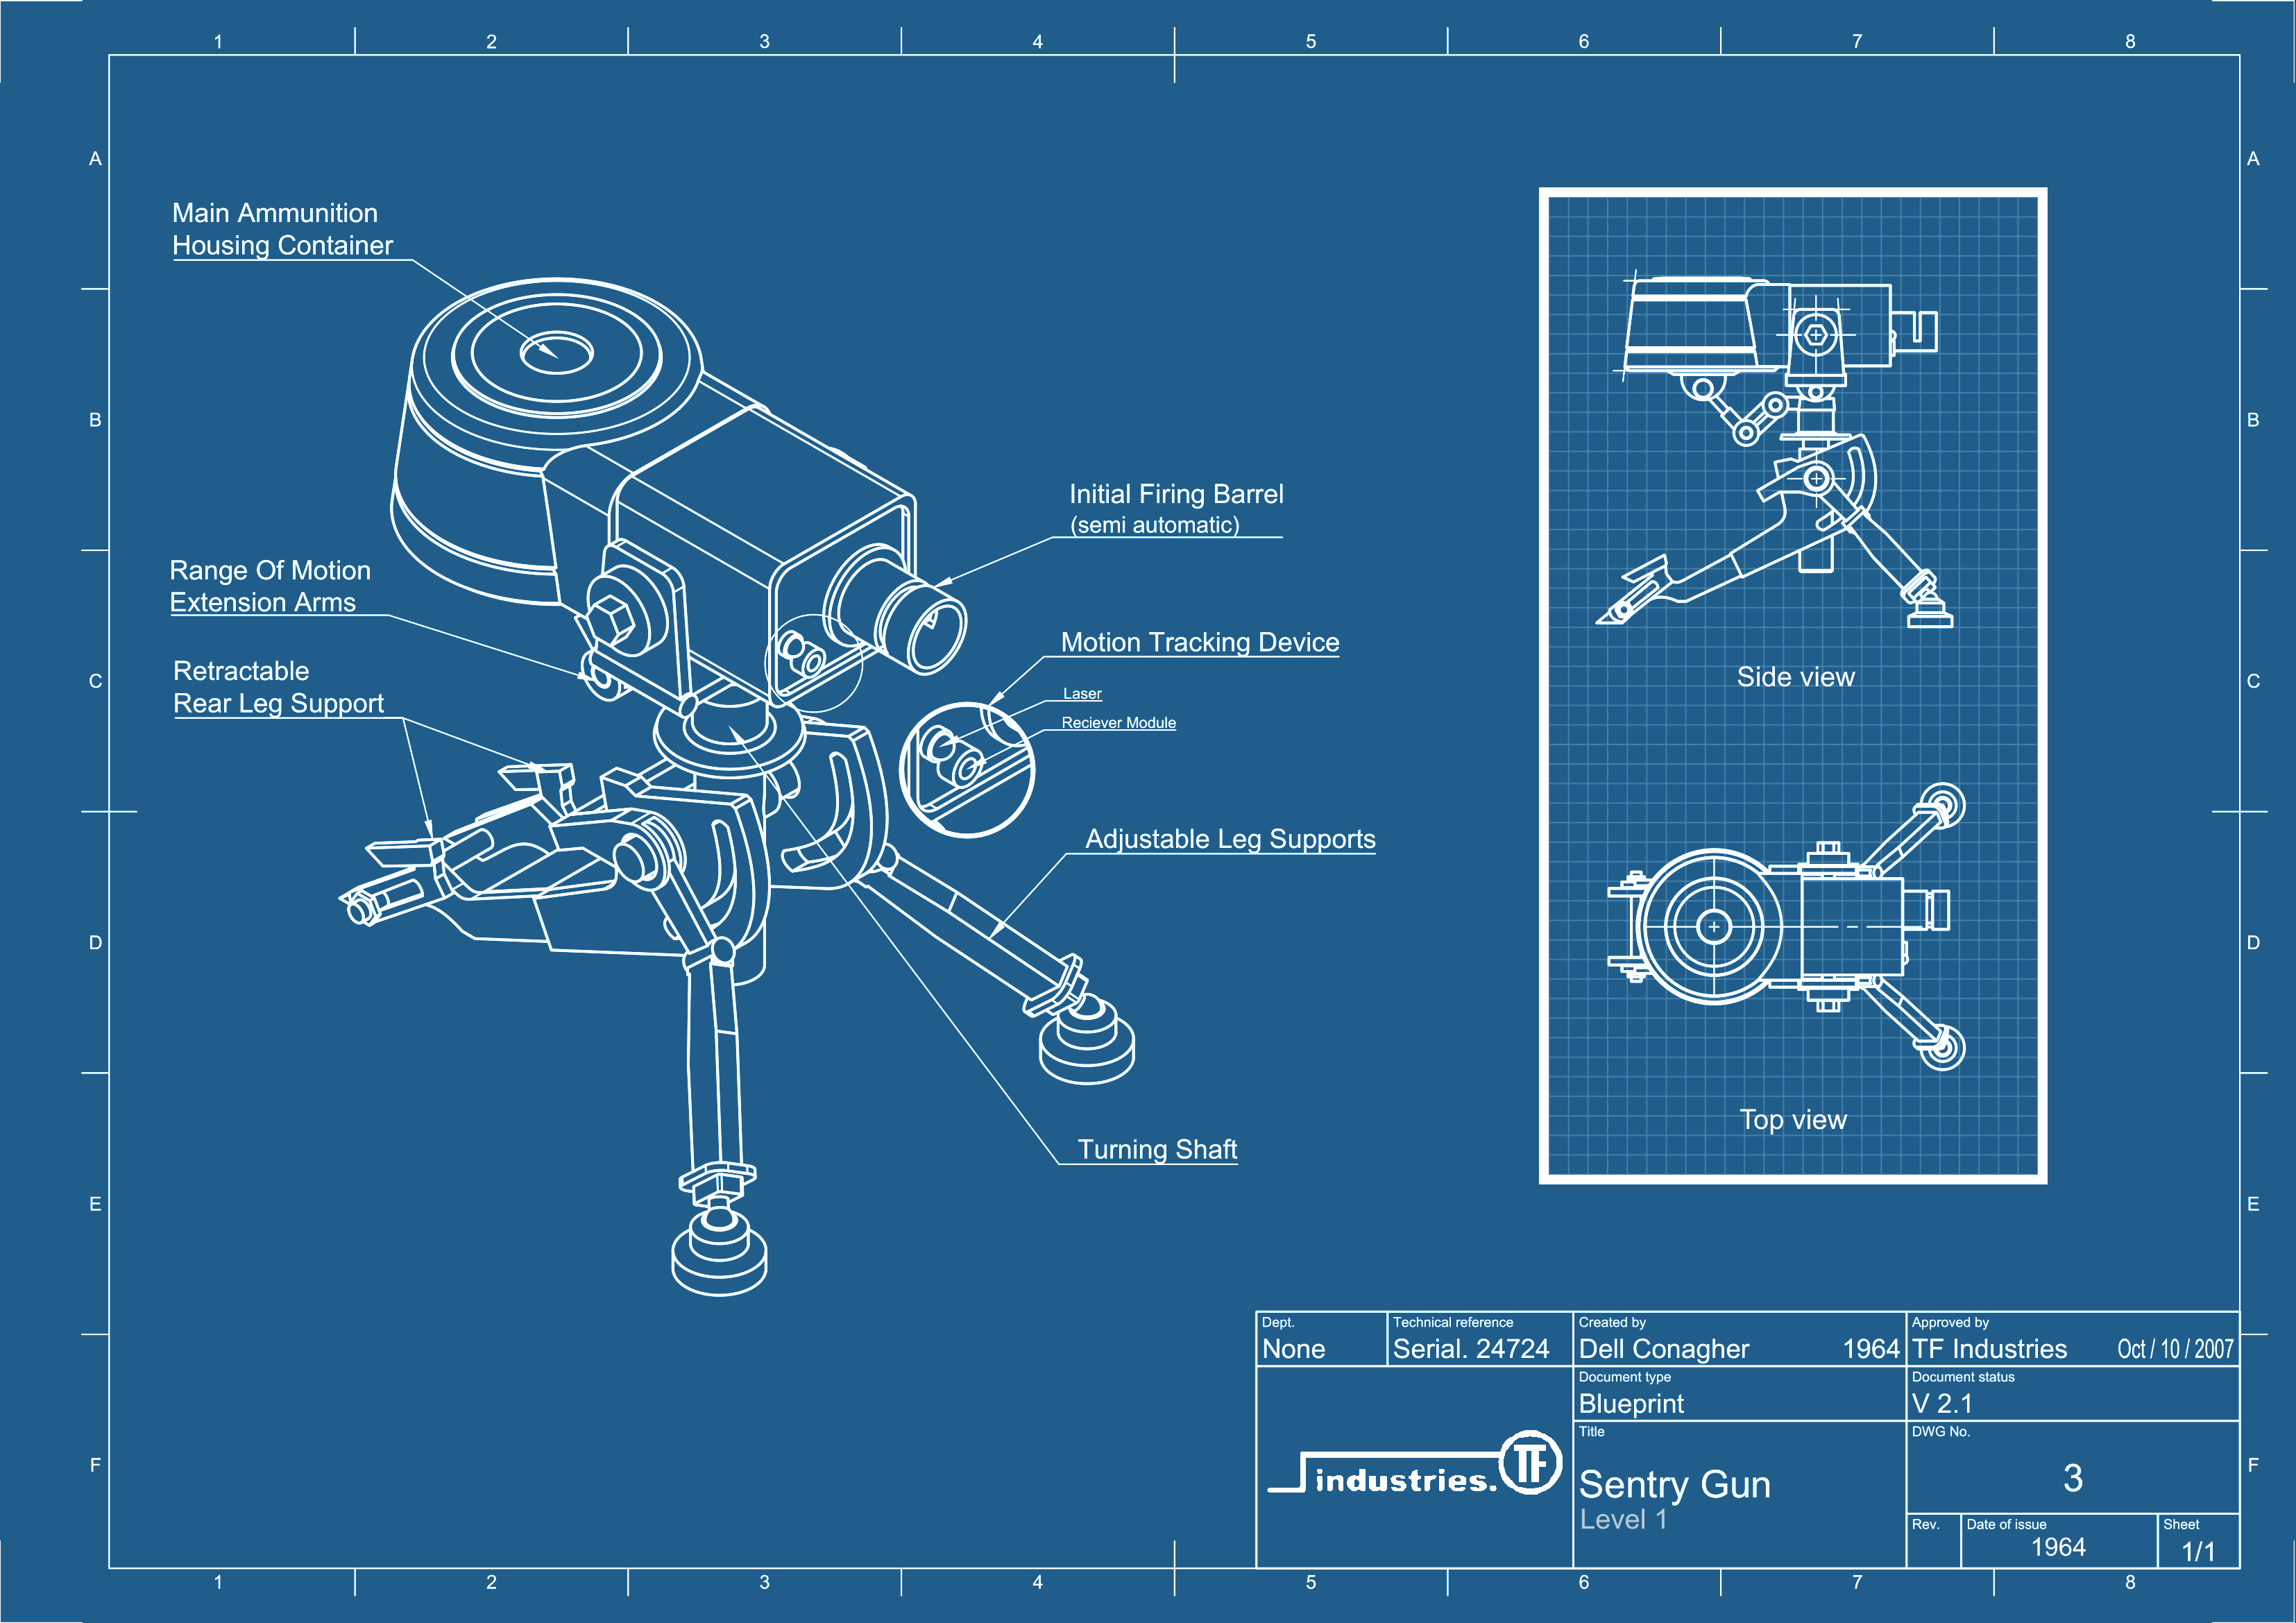 1 2 3 4 5 6 7 8
A A
Main Ammunition
Housing Container
B B
Initial Firing Barrel
(semi automatic)
Range Of Motion
Extension Arms
Motion Tracking Device
Retractable
Rear Leg Support
C C
Laser
Reciever Module
Side view
Adjustable Leg Supports
D D
Top view
Turning Shaft
E E
Dept.
None
Technical reference
Serial. 24724
Created by
Dell Conagher 1964
Approved by
TF Industries Oct / 10 / 2007
Document type
Blueprint
Document status
V 2.1
TF
industries.
Title
Sentry Gun
Level 1
DWG No.
3
Rev.
Date of issue
1964
Sheet
1/1
F F
1 2 3 4 5 6 7 8